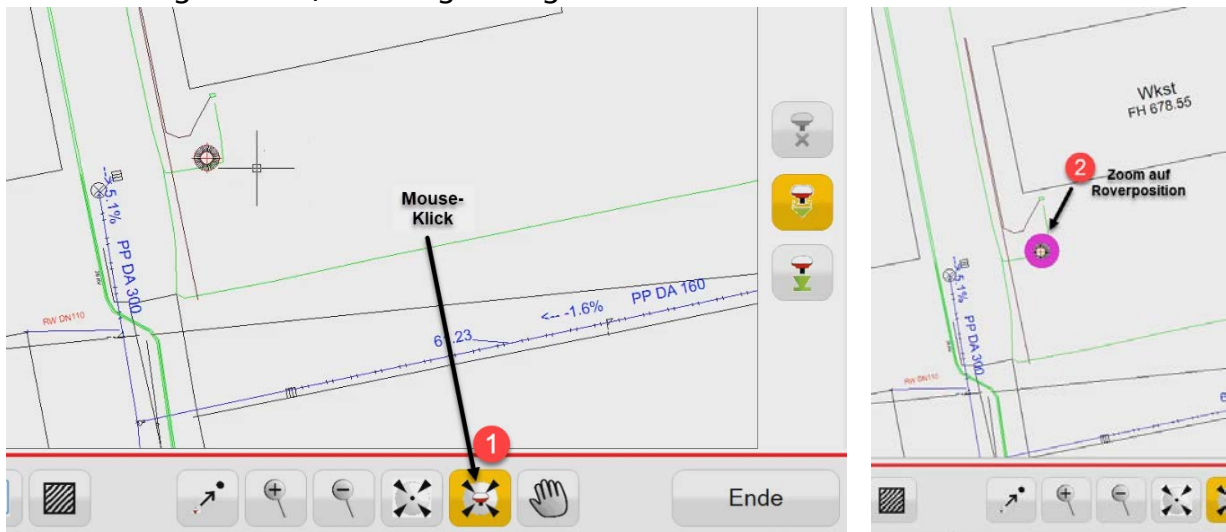 Mouse-
Klick
--> 5.1%
PP DA 300
RW DN110
<-- -1.6%
PP DA 160
1
Ende
Wkst
FH 678.55
2
Zoom auf
Roverposition
--> 5.1%
PP DA 300
RW DN110